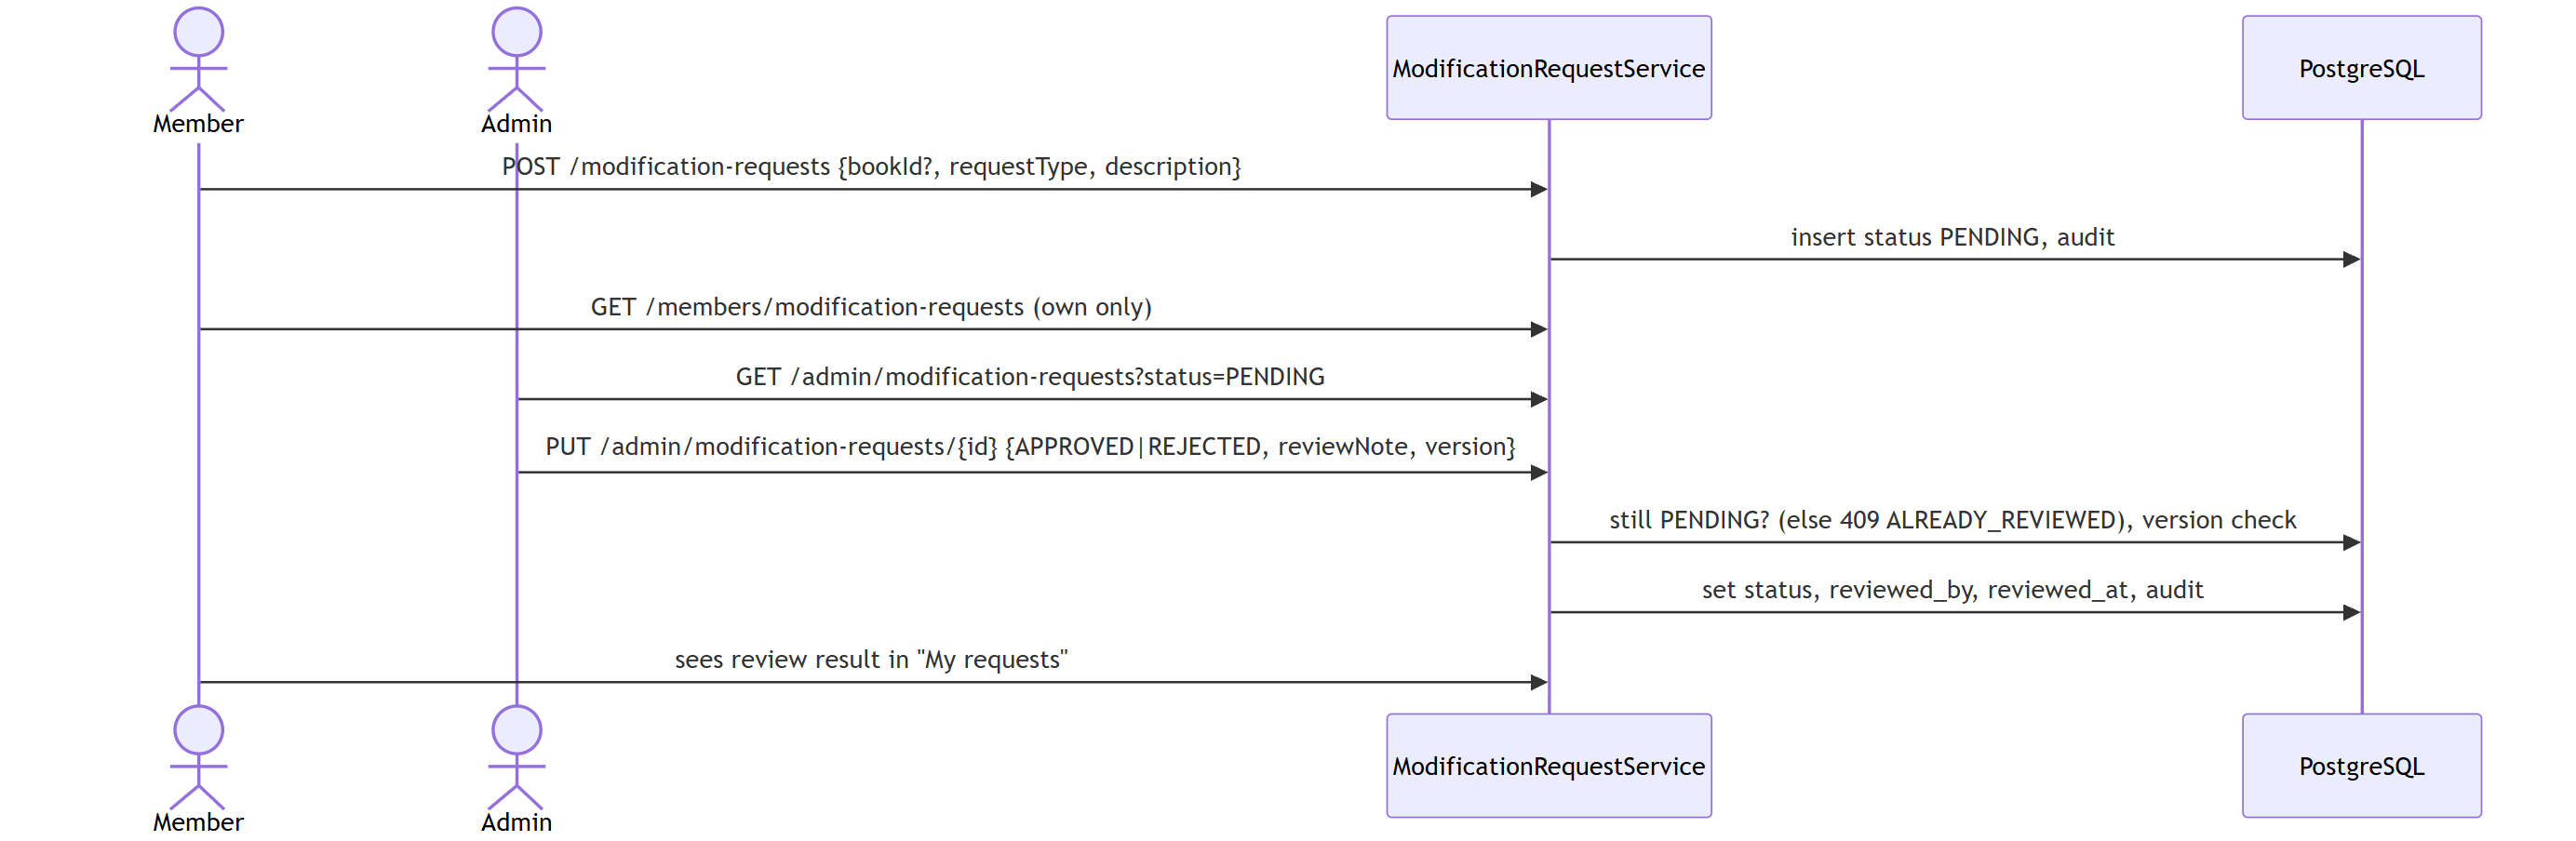 Member
Admin
ModificationRequestService
PostgreSQL
POST /modification-requests {bookId?, requestType, description}
insert status PENDING, audit
GET /members/modification-requests (own only)
GET /admin/modification-requests?status=PENDING
PUT /admin/modification-requests/{id} {APPROVED|REJECTED, reviewNote, version}
still PENDING? (else 409 ALREADY_REVIEWED), version check
set status, reviewed_by, reviewed_at, audit
sees review result in "My requests"
Member
Admin
ModificationRequestService
PostgreSQL